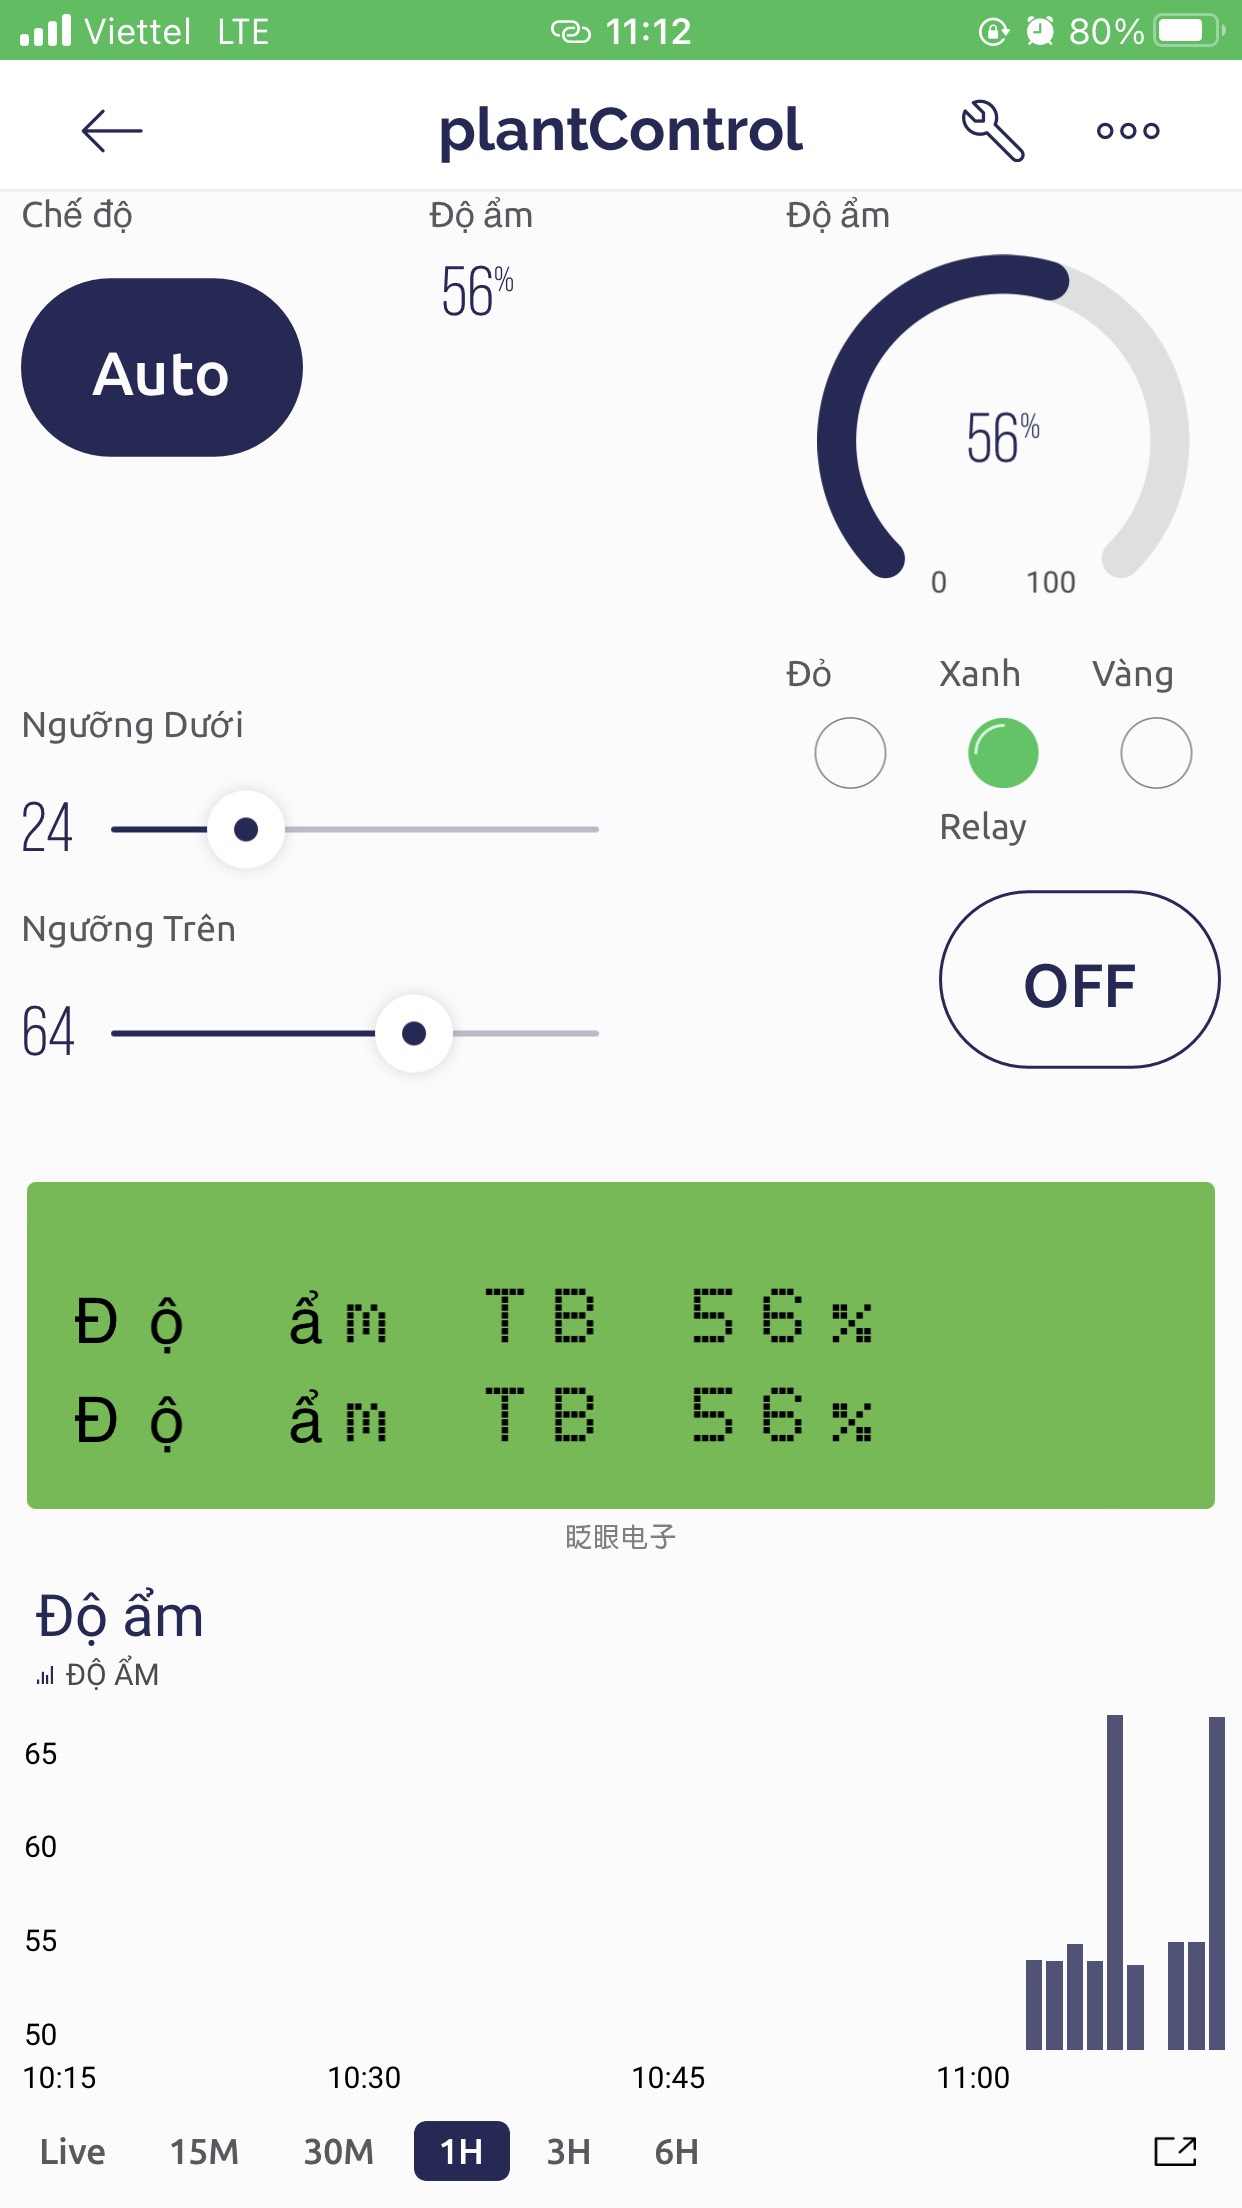 Viettel LTE 11:12 80%
plantControl
Chế độ Độ ẩm Độ ẩm
Auto
56%
56%
0 100
Đỏ Xanh Vàng
Ngưỡng Dưới
24
Relay
Ngưỡng Trên
64
OFF
Độ ẩm TB 56%
Độ ẩm TB 56%
眨眼电子
Độ ẩm
ĐỘ ẨM
65
60
55
50
10:15 10:30 10:45 11:00
Live 15M 30M 1H 3H 6H